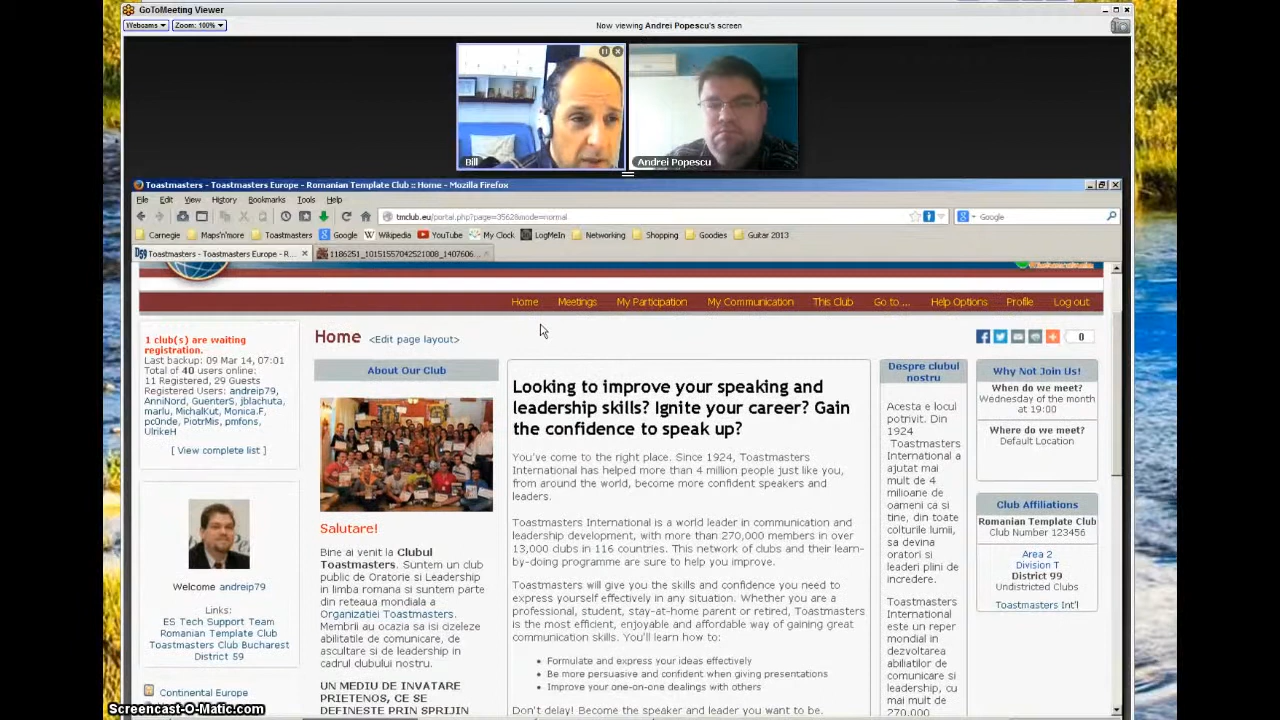 GoToMeeting Viewer
Webcams Zoom: 100% Now viewing Andrei Popescu's screen
Bill
Andrei Popescu
Toastmasters - Toastmasters Europe - Romanian Template Club :: Home - Mozilla Firefox
File Edit View History Bookmarks Tools Help
tmclub.eu/portal.php?page=3562&mode=normal
Google
Carnegie Maps'n'more Toastmasters Google Wikipedia YouTube My Clock LogMeIn Networking Shopping Goodies Guitar 2013
D59 Toastmasters - Toastmasters Europe - R...
1186251_10151557042521008_1407606...
Home Meetings My Participation My Communication This Club Go to ... Help Options Profile Log out
1 club(s) are waiting
registration.
Last backup: 09 Mar 14, 07:01
Total of 40 users online:
11 Registered, 29 Guests
Registered Users: andreip79,
AnniNord, GuenterS, jblachuta,
marlu, MichalKut, Monica.F,
pc0nde, PiotrMis, pmfons,
UlrikeH
[ View complete list ]
Welcome andreip79
Links:
ES Tech Support Team
Romanian Template Club
Toastmasters Club Bucharest
District 59
Continental Europe
Home <Edit page layout>
0
About Our Club
Salutare!
Bine ai venit la Clubul
Toastmasters. Suntem un club
public de Oratorie si Leadership
in limba romana si suntem parte
din reteaua mondiala a
Organizatiei Toastmasters.
Membrii au ocazia sa isi cizeleze
abilitatile de comunicare, de
ascultare si de leadership in
cadrul clubului nostru.
UN MEDIU DE INVATARE
PRIETENOS, CE SE
DEFINESTE PRIN SPRIJIN
Looking to improve your speaking and
leadership skills? Ignite your career? Gain
the confidence to speak up?
You've come to the right place. Since 1924, Toastmasters
International has helped more than 4 million people just like you,
from around the world, become more confident speakers and
leaders.
Toastmasters International is a world leader in communication and
leadership development, with more than 270,000 members in over
13,000 clubs in 116 countries. This network of clubs and their learn-
by-doing programme are sure to help you improve.
Toastmasters will give you the skills and confidence you need to
express yourself effectively in any situation. Whether you are a
professional, student, stay-at-home parent or retired, Toastmasters
is the most efficient, enjoyable and affordable way of gaining great
communication skills. You'll learn how to:
• Formulate and express your ideas effectively
• Be more persuasive and confident when giving presentations
• Improve your one-on-one dealings with others
Don't delay! Become the speaker and leader you want to be.
Despre clubul
nostru
Acesta e locul
potrivit. Din
1924
Toastmasters
International a
ajutat mai
mult de 4
milioane de
oameni ca si
tine, din toate
colturile lumii,
sa devina
oratori si
lideri plini de
incredere.
Toastmasters
International
este un reper
mondial in
dezvoltarea
abiliatilor de
comunicare si
leadership, cu
mai mult de
270.000
Why Not Join Us!
When do we meet?
Wednesday of the month
at 19:00
Where do we meet?
Default Location
Club Affiliations
Romanian Template Club
Club Number 123456
Area 2
Division T
District 99
Undistricted Clubs
Toastmasters Int'l
Screencast-O-Matic.com